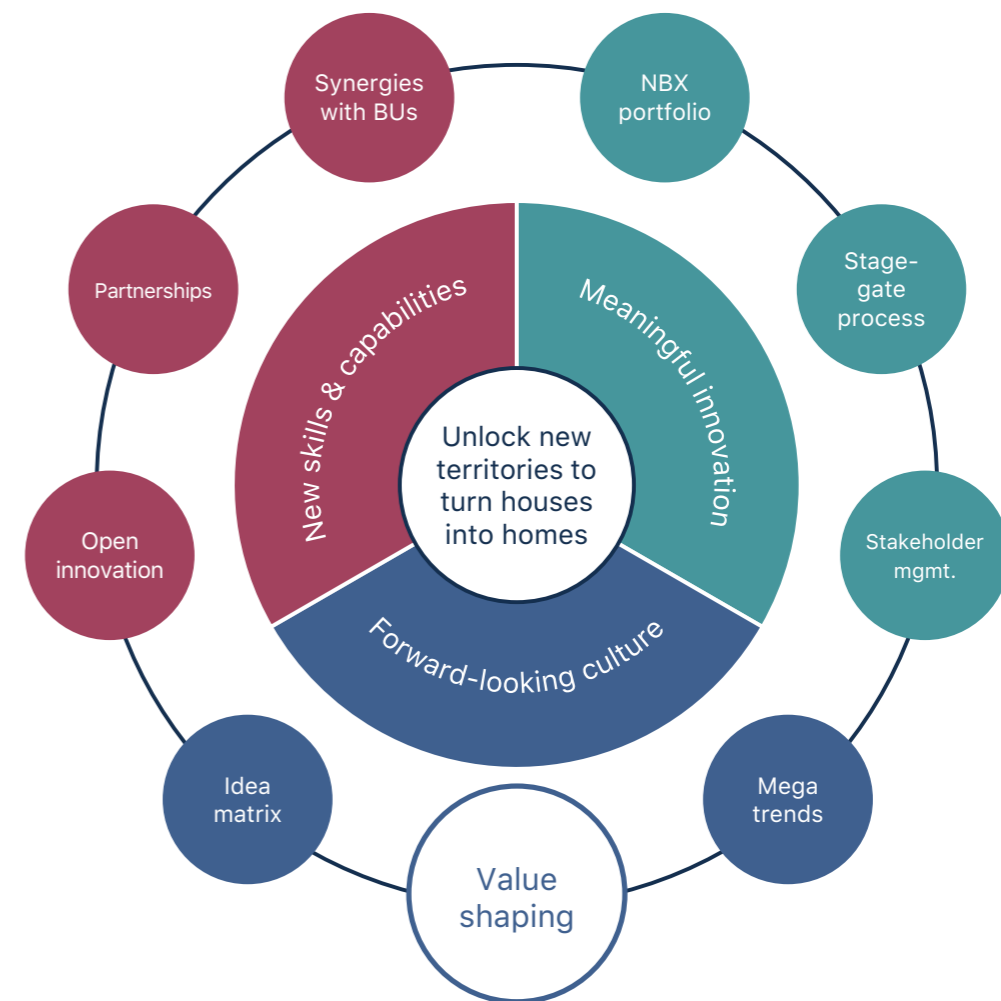 Synergies
with BUs
NBX
portfolio
Partnerships
Stage-
gate
process
New skills & capabilities
Meaningful innovation
Unlock new
territories to
turn houses
into homes
Open
innovation
Stakeholder
mgmt.
Forward-looking culture
Idea
matrix
Mega
trends
Value
shaping